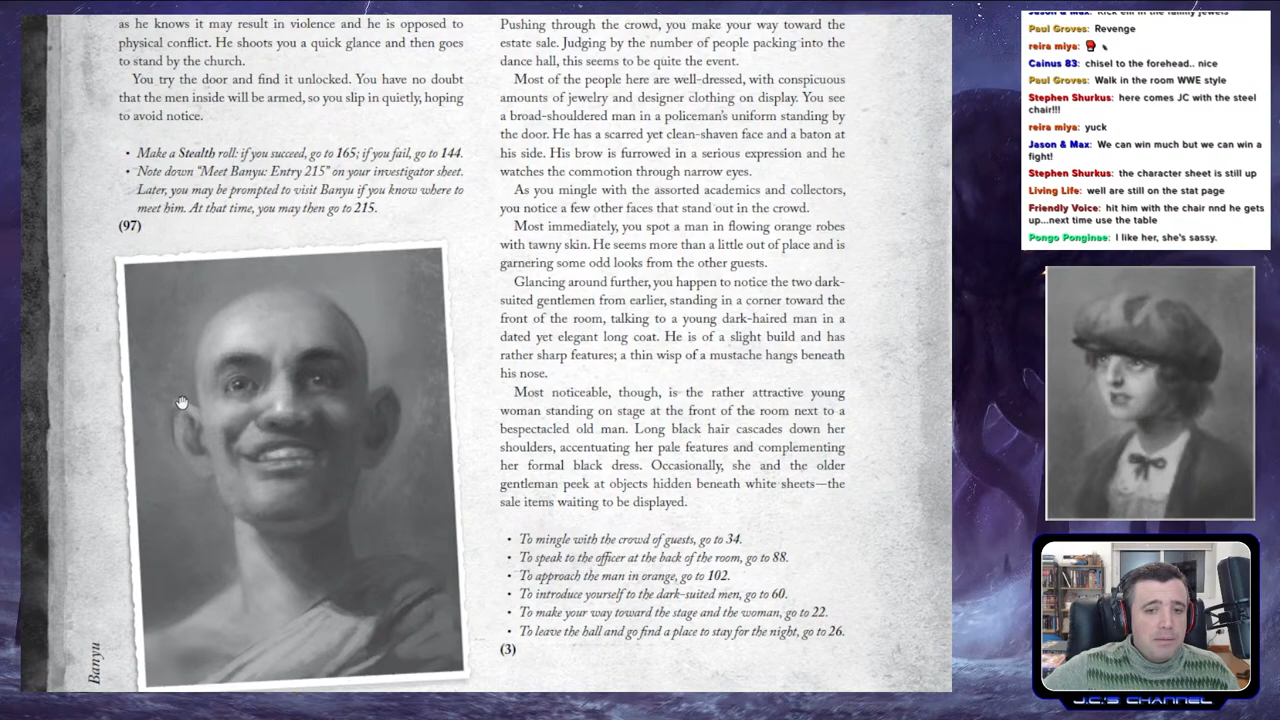 as he knows it may result in violence and he is opposed to
physical conflict. He shoots you a quick glance and then goes
to stand by the church.
You try the door and find it unlocked. You have no doubt
that the men inside will be armed, so you slip in quietly, hoping
to avoid notice.
• Make a Stealth roll: if you succeed, go to 130; if you fail, go to 144.
• Note down “Meet Banyu: Entry 215” on your investigator sheet.
Later, you may be prompted to visit Banyu if you know where to
meet him. At that time, you may then go to 215.
(97)
Banyu
Pushing through the crowd, you make your way toward the
estate sale. Judging by the number of people packing into the
dance hall, this seems to be quite the event.
Most of the people here are well-dressed, with conspicuous
amounts of jewelry and designer clothing on display. You see
a broad-shouldered man in a policeman’s uniform standing by
the door. He has a scarred yet clean-shaven face and a baton at
his side. His brow is furrowed in a serious expression and he
watches the commotion through narrow eyes.
As you mingle with the assorted academics and collectors,
you notice a few other faces that stand out in the crowd.
Most immediately, you spot a man in flowing orange robes
with tawny skin. He seems more than a little out of place and is
garnering some odd looks from the other guests.
Glancing around further, you happen to notice the two dark-
suited gentlemen from earlier, standing in a corner toward the
front of the room, talking to a young dark-haired man in a
dated yet elegant long coat. He is of a slight build and has
rather sharp features; a thin wisp of a mustache hangs beneath
his nose.
Most noticeable, though, is the rather attractive young
woman standing on stage at the front of the room next to a
bespectacled old man. Long black hair cascades down her
shoulders, accentuating her pale features and complementing
her formal black dress. Occasionally, she and the older
gentleman peek at objects hidden beneath white sheets—the
sale items waiting to be displayed.
• To mingle with the crowd of guests, go to 34.
• To speak to the officer at the back of the room, go to 88.
• To approach the man in orange, go to 102.
• To introduce yourself to the dark-suited men, go to 60.
• To make your way toward the stage and the woman, go to 22.
• To leave the hall and go find a place to stay for the night, go to 26.
(3)
Paul Groves: Revenge
reira miya:
Cainus 83: chisel to the forehead.. nice
Paul Groves: Walk in the room WWE style
Stephen Shurkus: here comes JC with the steel
chair!!!
reira miya: yuck
Jason & Max: We can win much but we can win a
fight!
Stephen Shurkus: the character sheet is still up
Living Life: well are still on the stat page
Friendly Voice: hit him with the chair nnd he gets
up...next time use the table
Pongo Ponginae: I like her, she's sassy.
J.C.'S CHANNEL